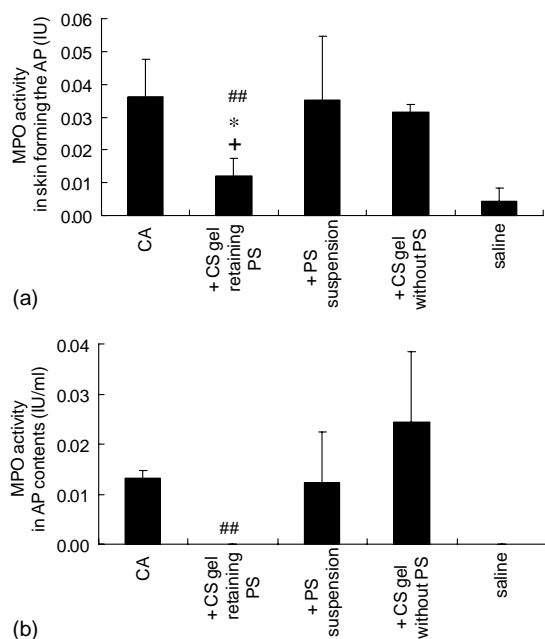 0.06
0.05
0.04
0.03
0.02
0.01
0.00
MPO activity
in skin forming the AP (IU)
##
*
+
CA
+ CS gel
retaining
PS
+ PS
suspension
+ CS gel
without PS
saline
(a)
0.04
0.03
0.02
0.01
0.00
MPO activity
in AP contents (IU/ml)
##
CA
+ CS gel
retaining
PS
+ PS
suspension
+ CS gel
without PS
saline
(b)